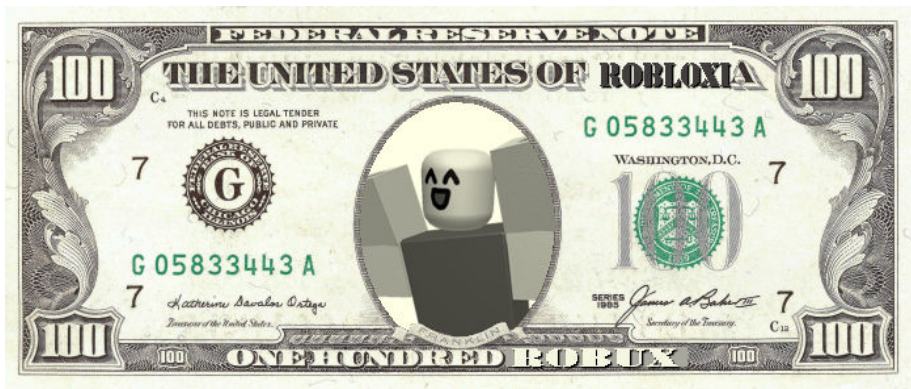 FEDERAL RESERVE NOTE
100
100
THE UNITED STATES OF ROBLOXIA
C4
THIS NOTE IS LEGAL TENDER
FOR ALL DEBTS, PUBLIC AND PRIVATE
G 05833443 A
WASHINGTON, D.C.
7
7
G
CHICAGO
100
G 05833443 A
7
Katherine Davalos Ortega
Treasurer of the United States.
SERIES
1985
James A Baker III
Secretary of the Treasury.
7
C12
FRANKLIN
100
100
100
ONE HUNDRED ROBUX
100